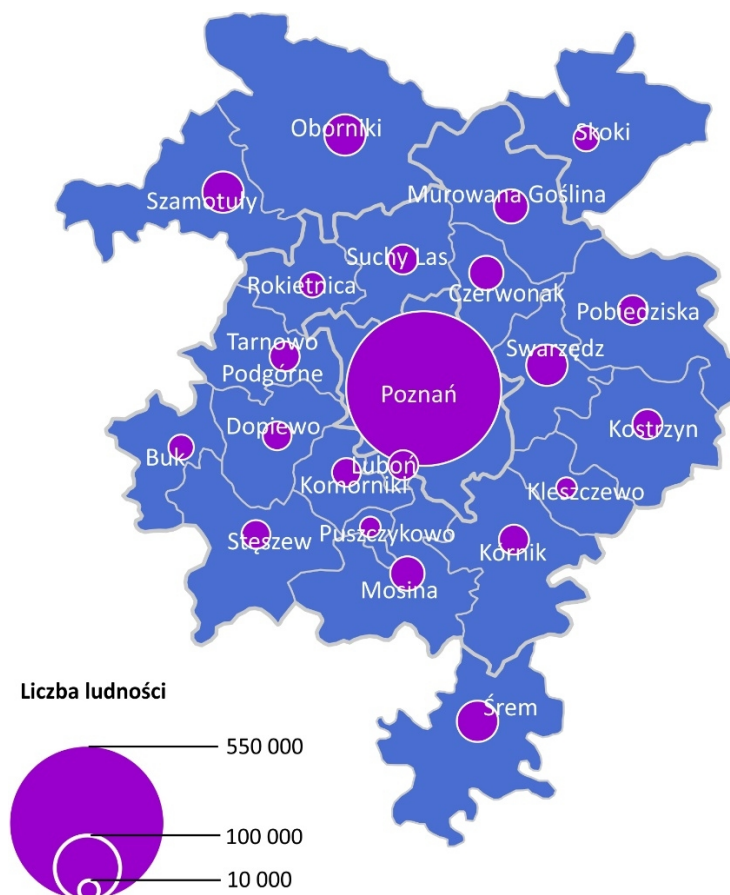 Oborniki
Skoki
Szamotuły
Murowana Goślina
Suchy Las
Rokietnica
Czerwonak
Pobiedziska
Tarnowo
Podgórne
Swarzędz
Poznań
Kostrzyn
Dopiewo
Buk
Luboń
Komorniki
Kleszczewo
Puszczykowo
Stęszew
Kórnik
Mosina
Śrem
Liczba ludności
550 000
100 000
10 000